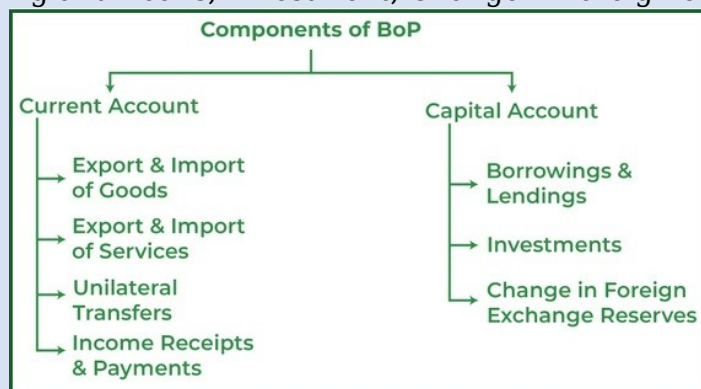 Components of BoP
Current Account
Export & Import
of Goods
Export & Import
of Services
Unilateral
Transfers
Income Receipts
& Payments
Capital Account
Borrowings &
Lendings
Investments
Change in Foreign
Exchange Reserves